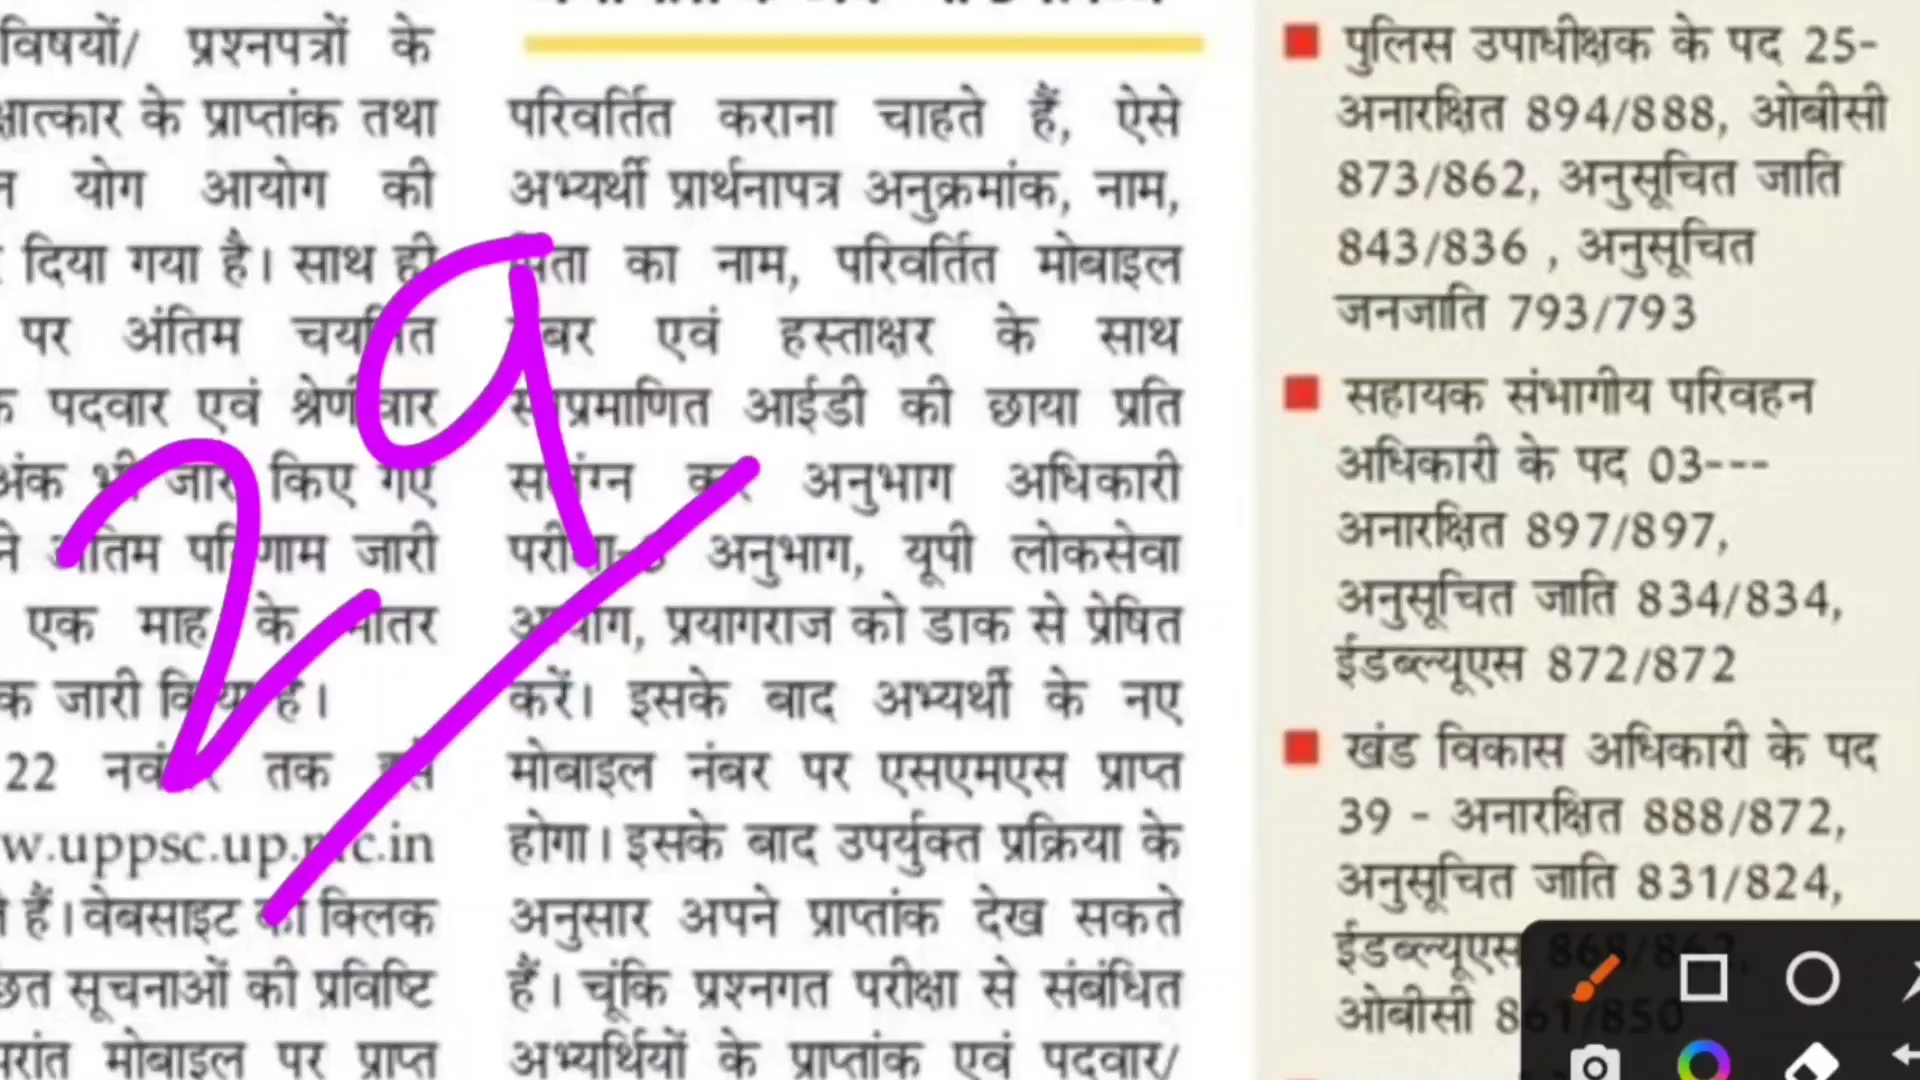 विषयों/ प्रश्नपत्रों के
क्षात्कार के प्राप्तांक तथा
योग आयोग की
दिया गया है। साथ ही
पर अंतिम चयनित
पदवार एवं श्रेणीवार
अंक भी जारी किए गए
ने अंतिम परिणाम जारी
एक माह के भीतर
जारी किया है।
22 नवंबर तक इसे
w.uppsc.up.nic.in
हैं। वेबसाइट को क्लिक
छत सूचनाओं की प्रविष्टि
परांत मोबाइल पर प्राप्त
परिवर्तित कराना चाहते हैं, ऐसे
अभ्यर्थी प्रार्थनापत्र अनुक्रमांक, नाम,
पिता का नाम, परिवर्तित मोबाइल
नंबर एवं हस्ताक्षर के साथ
स्वप्रमाणित आईडी की छाया प्रति
संलग्न कर अनुभाग अधिकारी
अनुभाग, यूपी लोकसेवा
आयोग, प्रयागराज को डाक से प्रेषित
करें। इसके बाद अभ्यर्थी के नए
मोबाइल नंबर पर एसएमएस प्राप्त
होगा। इसके बाद उपर्युक्त प्रक्रिया के
अनुसार अपने प्राप्तांक देख सकते
हैं। चूंकि प्रश्नगत परीक्षा से संबंधित
अभ्यर्थियों के प्राप्तांक एवं पदवार/
29
पुलिस उपाधीक्षक के पद 25-
अनारक्षित 894/888, ओबीसी
873/862, अनुसूचित जाति
843/836 , अनुसूचित
जनजाति 793/793
सहायक संभागीय परिवहन
अधिकारी के पद 03---
अनारक्षित 897/897,
अनुसूचित जाति 834/834,
ईडब्ल्यूएस 872/872
खंड विकास अधिकारी के पद
39 - अनारक्षित 888/872,
अनुसूचित जाति 831/824,
ईडब्ल्यूएस 868/862,
ओबीसी 861/850